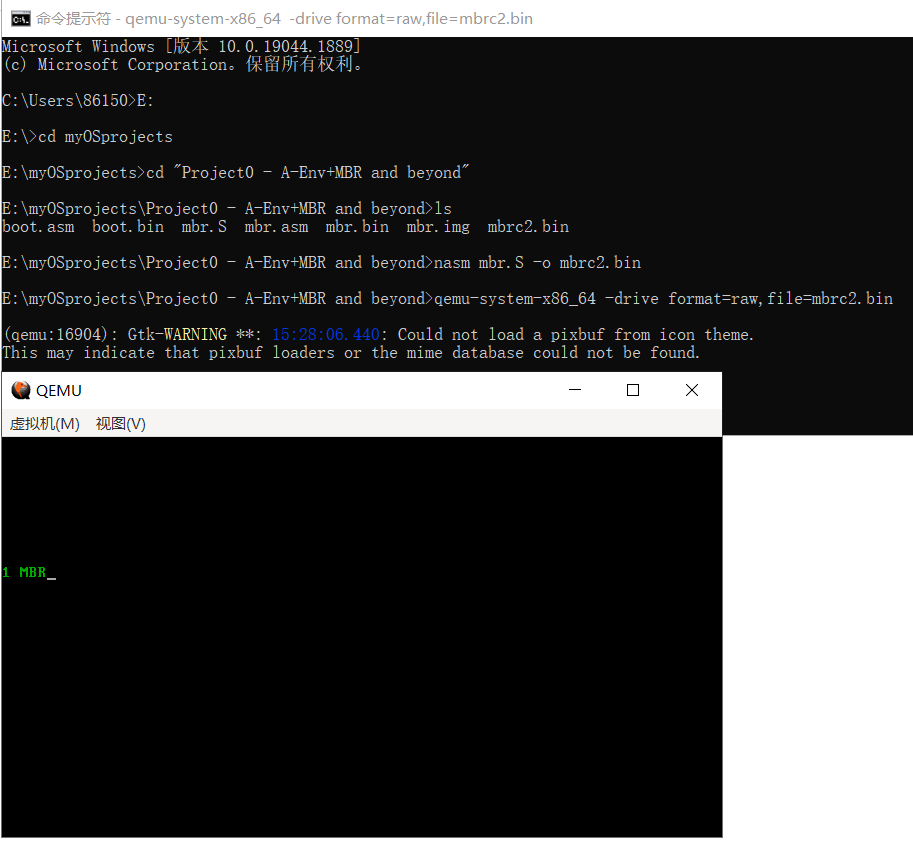 命令提示符 - qemu-system-x86_64 -drive format=raw,file=mbrc2.bin
Microsoft Windows [版本 10.0.19044.1889]
(c) Microsoft Corporation。保留所有权利。
C:\Users\86150>E:
E:\>cd myOSprojects
E:\myOSprojects>cd "Project0 - A-Env+MBR and beyond"
E:\myOSprojects\Project0 - A-Env+MBR and beyond>ls
boot.asm  boot.bin  mbr.S  mbr.asm  mbr.bin  mbr.img  mbrc2.bin
E:\myOSprojects\Project0 - A-Env+MBR and beyond>nasm mbr.S -o mbrc2.bin
E:\myOSprojects\Project0 - A-Env+MBR and beyond>qemu-system-x86_64 -drive format=raw,file=mbrc2.bin
(qemu:16904): Gtk-WARNING **: 15:28:06.440: Could not load a pixbuf from icon theme.
This may indicate that pixbuf loaders or the mime database could not be found.
QEMU
虚拟机(M) 视图(V)
1 MBR_